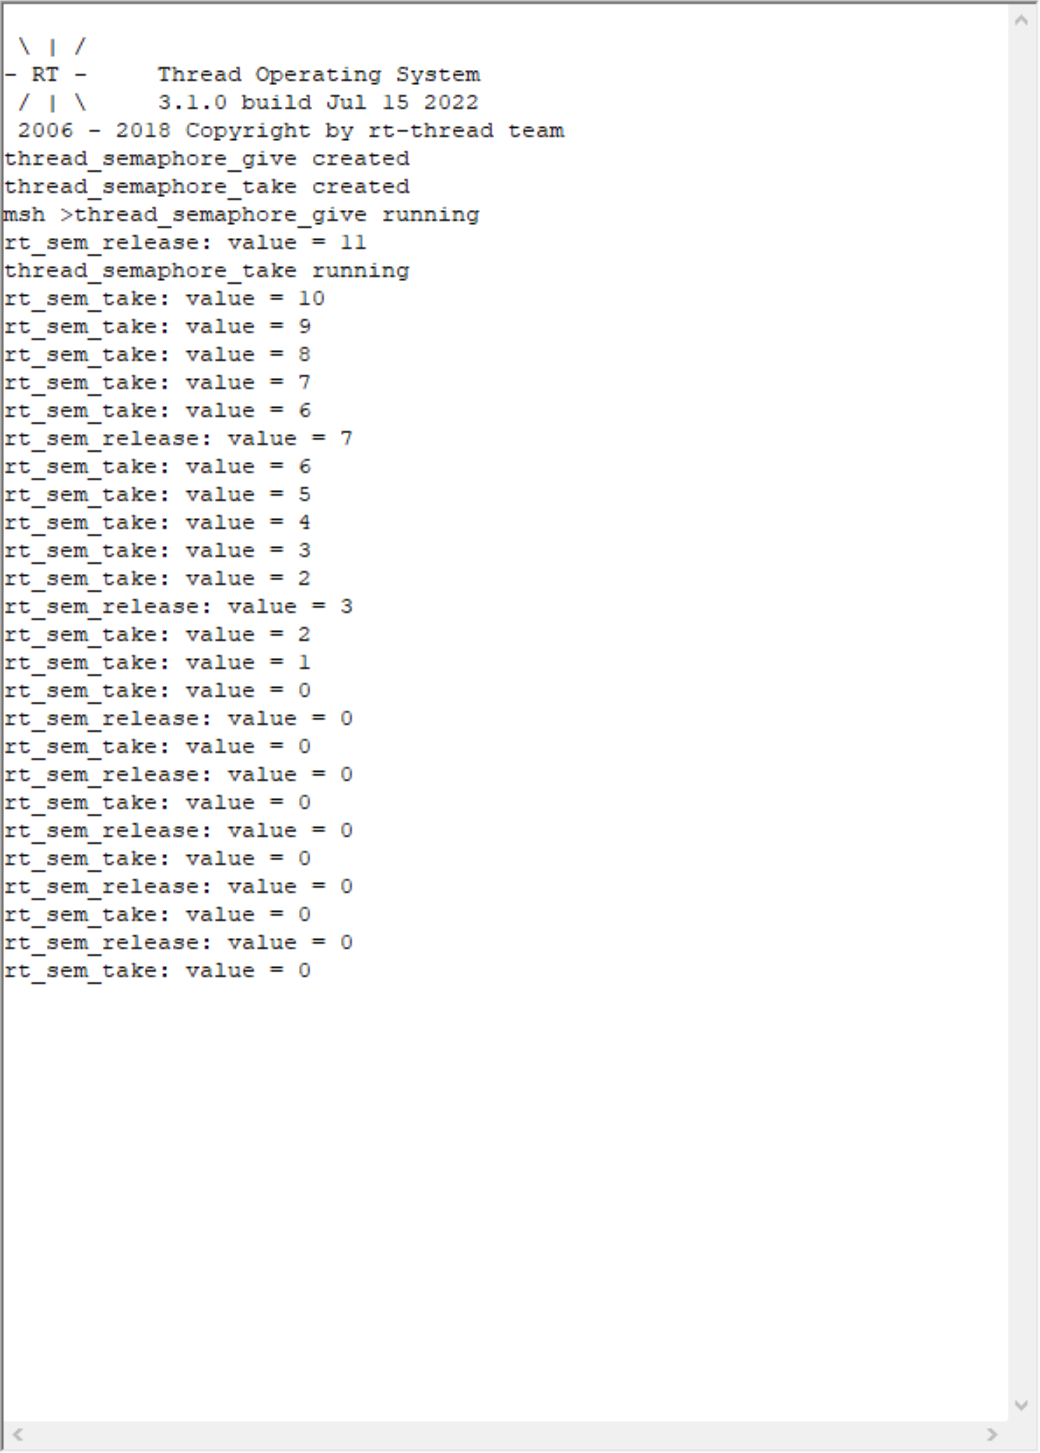 \ | /
- RT -     Thread Operating System
 / | \     3.1.0 build Jul 15 2022
 2006 - 2018 Copyright by rt-thread team
thread_semaphore_give created
thread_semaphore_take created
msh >thread_semaphore_give running
rt_sem_release: value = 11
thread_semaphore_take running
rt_sem_take: value = 10
rt_sem_take: value = 9
rt_sem_take: value = 8
rt_sem_take: value = 7
rt_sem_take: value = 6
rt_sem_release: value = 7
rt_sem_take: value = 6
rt_sem_take: value = 5
rt_sem_take: value = 4
rt_sem_take: value = 3
rt_sem_take: value = 2
rt_sem_release: value = 3
rt_sem_take: value = 2
rt_sem_take: value = 1
rt_sem_take: value = 0
rt_sem_release: value = 0
rt_sem_take: value = 0
rt_sem_release: value = 0
rt_sem_take: value = 0
rt_sem_release: value = 0
rt_sem_take: value = 0
rt_sem_release: value = 0
rt_sem_take: value = 0
rt_sem_release: value = 0
rt_sem_take: value = 0